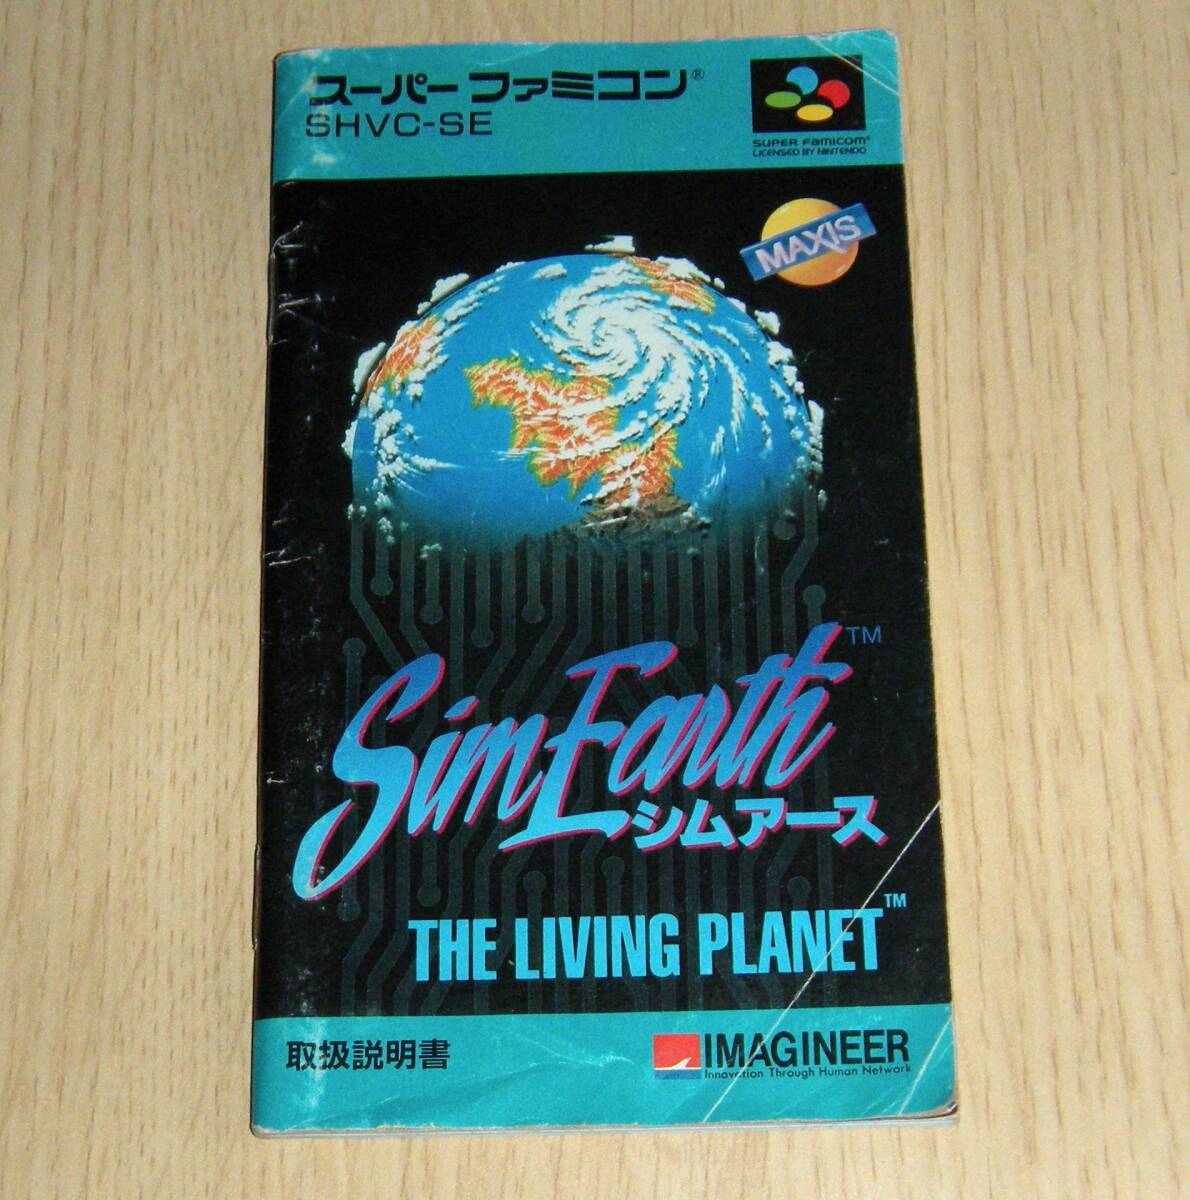 スーパーファミコン®
SHVC-SE
SUPER FAMICOM®
LICENSED BY NINTENDO
MAXIS
SimEarth™
シムアース
THE LIVING PLANET™
取扱説明書
IMAGINEER
Innovation Through Human Network